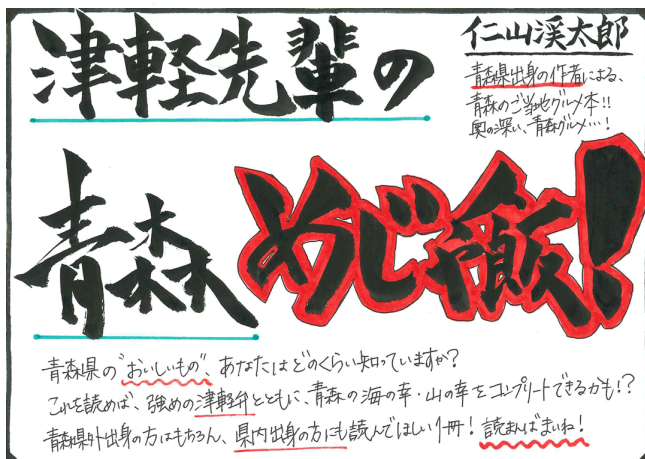 津軽先輩の
仁山渓太郎
青森県出身の作者による、
青森のご当地グルメ本!!
奥の深い、青森グルメ…!
青森めじゃ飯!
青森県の"おいしいもの"、あなたはどのくらい知っていますか?
これを読めば、強めの津軽弁とともに、青森の海の幸・山の幸をコンプリートできるかも!?
青森県外出身の方はもちろん、県内出身の方にも読んでほしい1冊!読まねばまいね!